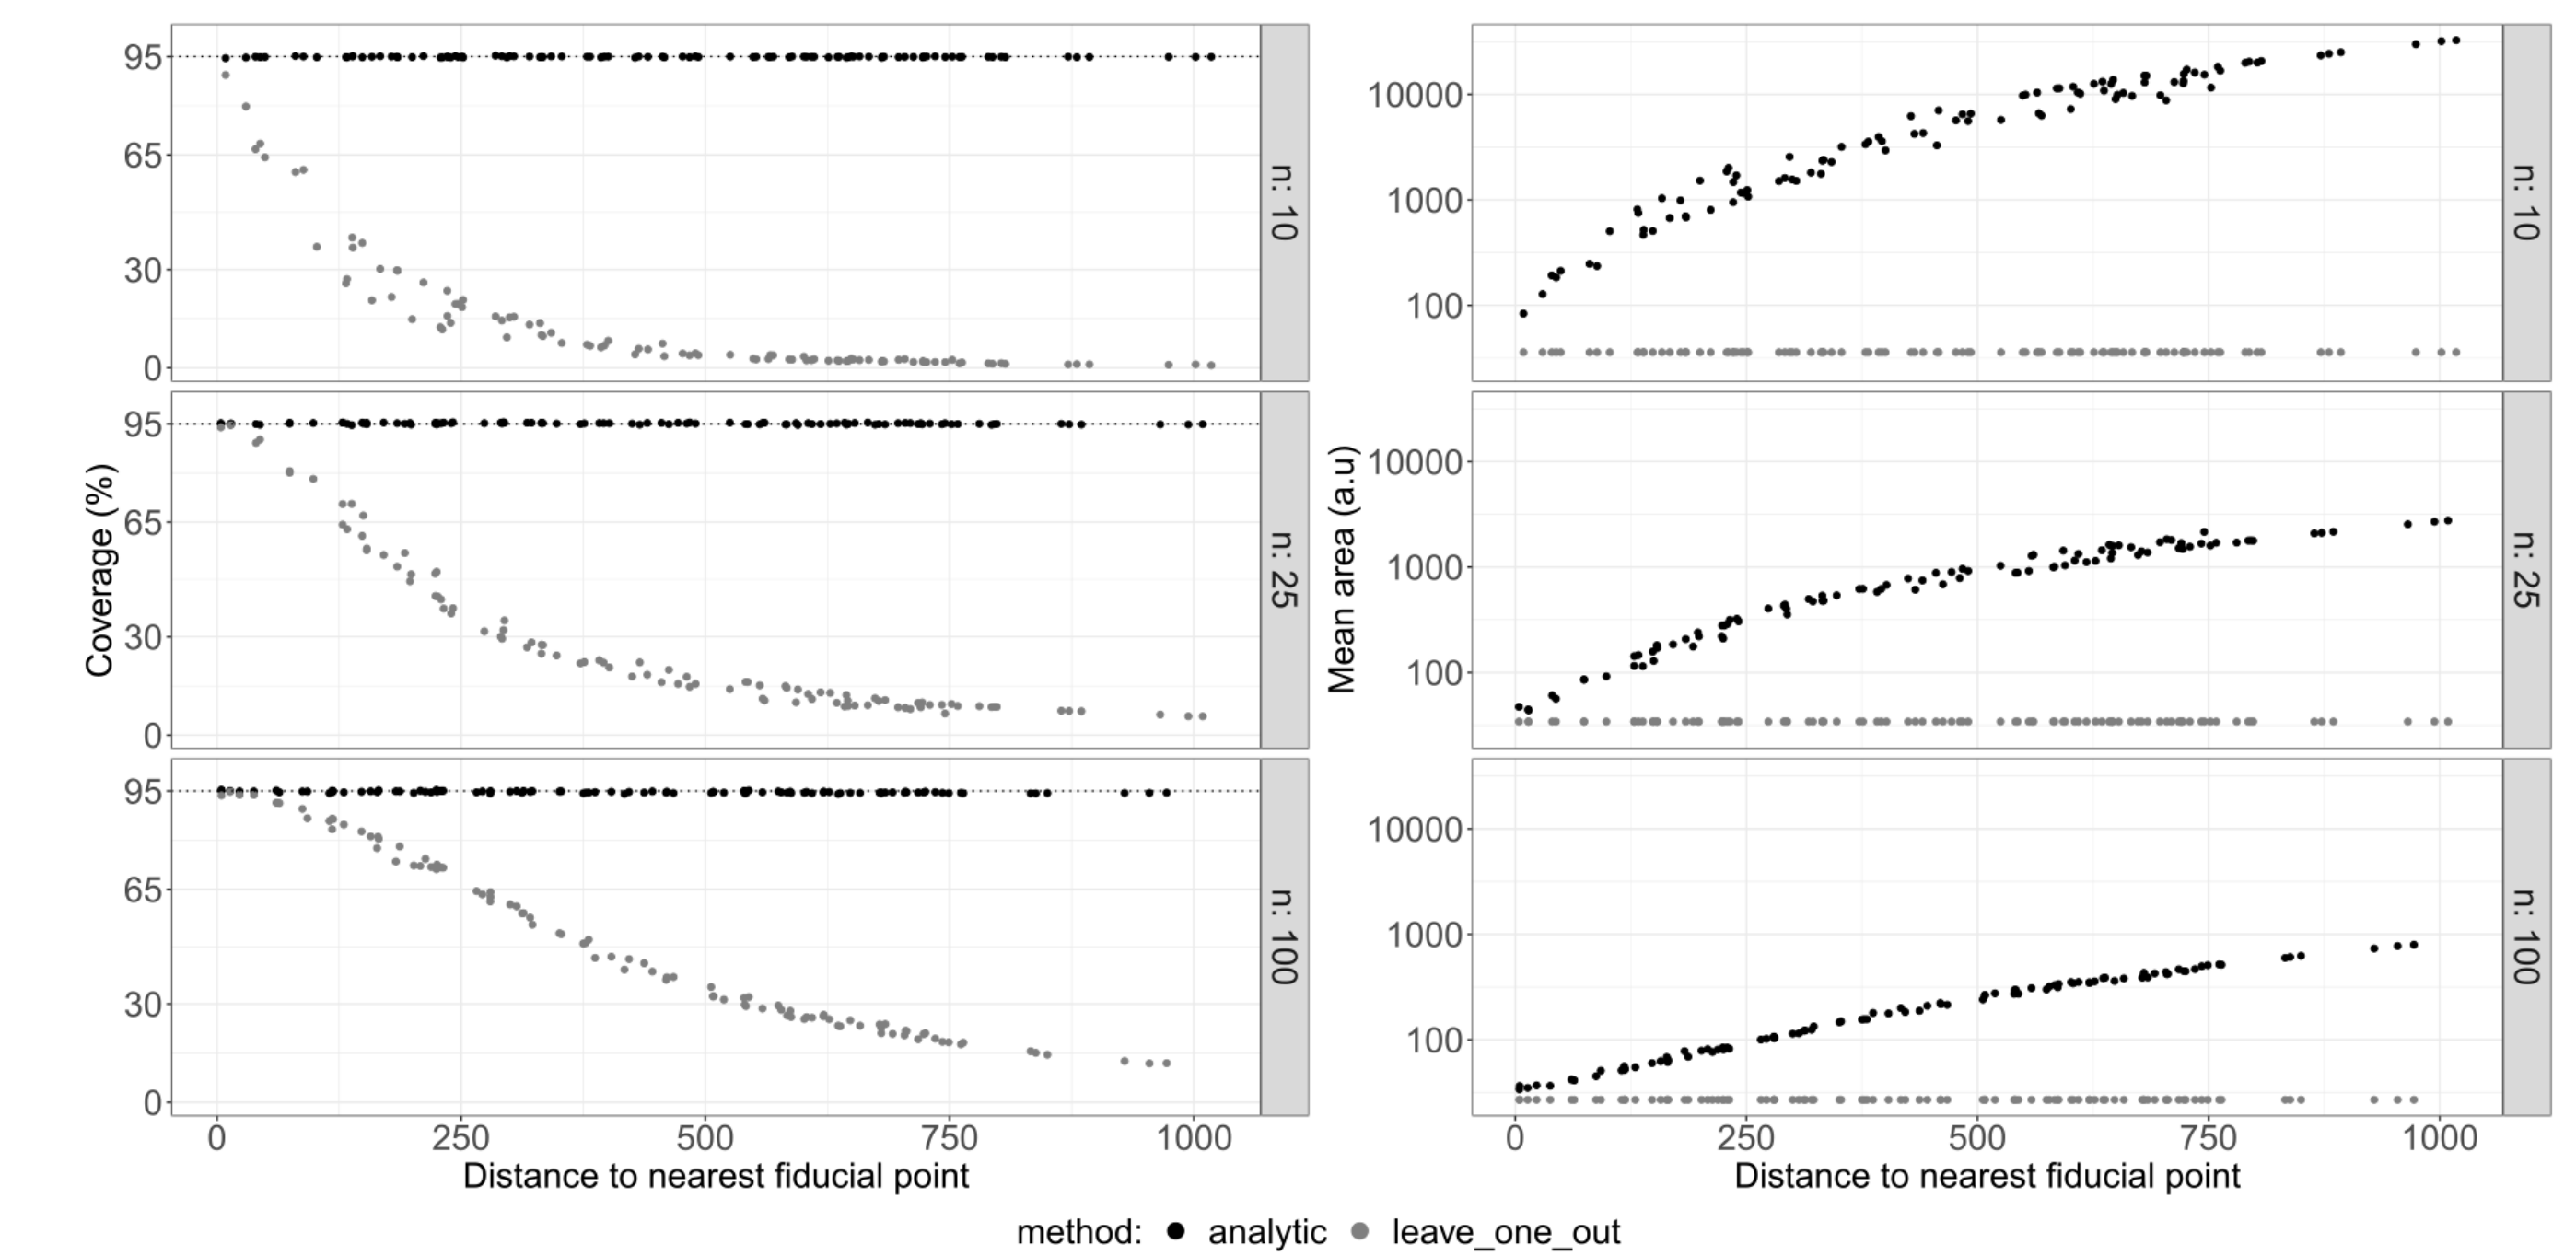 95
65
30
0
n: 10
95
65
30
0
n: 25
95
65
30
0
n: 100
Coverage (%)
0 250 500 750 1000
Distance to nearest fiducial point
10000
1000
100
n: 10
10000
1000
100
n: 25
10000
1000
100
n: 100
Mean area (a.u)
0 250 500 750 1000
Distance to nearest fiducial point
method: analytic leave_one_out